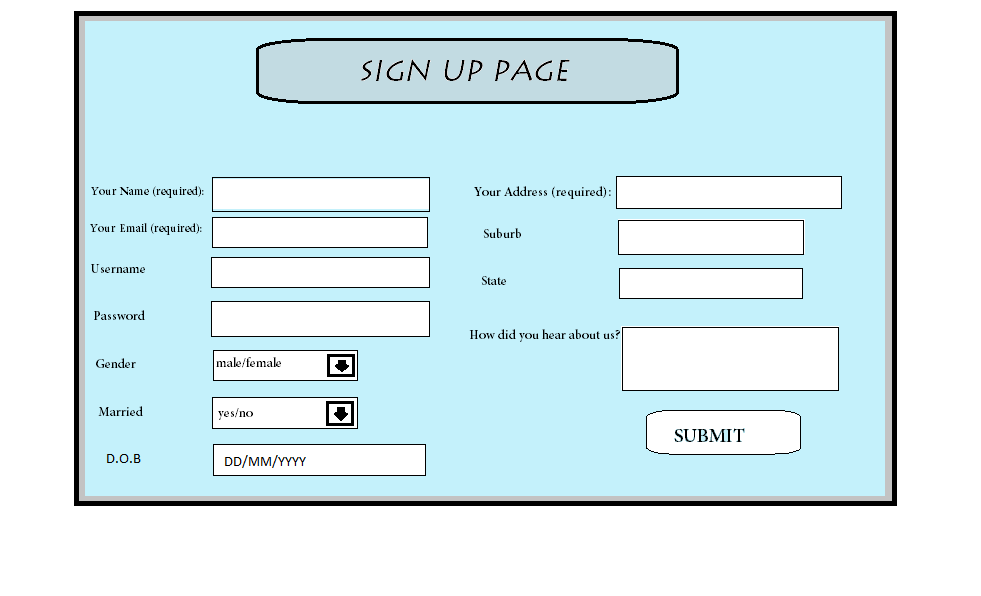 SIGN UP PAGE
Your Name (required):
Your Email (required):
Username
Password
Gender
male/female
Married
yes/no
D.O.B
DD/MM/YYYY
Your Address (required):
Suburb
State
How did you hear about us?
SUBMIT